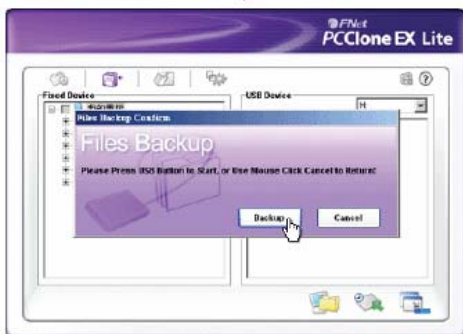 FNet
PCClone EX Lite
Fixed Device
USB Device
H
Files Backup Confirm
Files Backup
Please Press USB Button to Start, or Use Mouse Click Cancel to Return!
Backup
Cancel